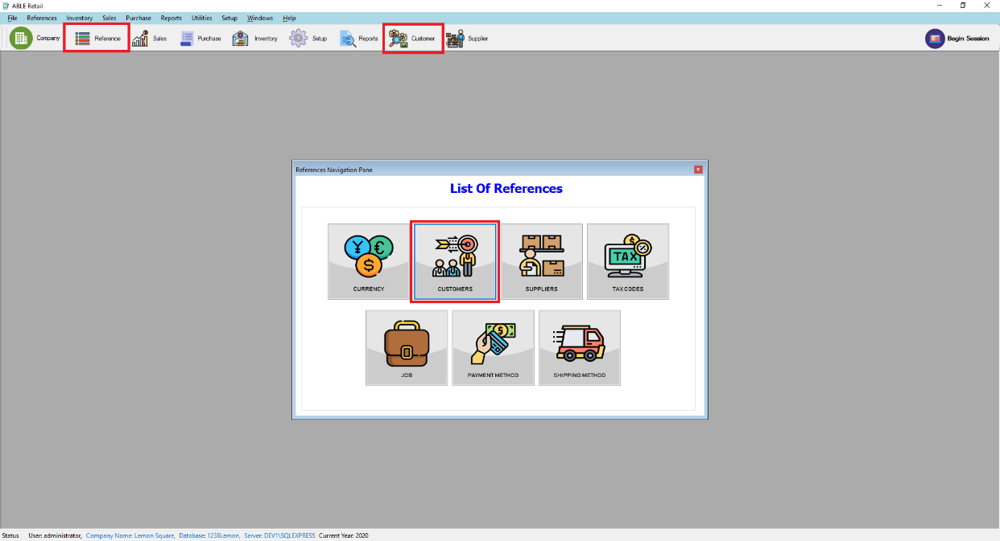 ABLE Retail
File References Inventory Sales Purchase Reports Utilities Setup Windows Help
Company Reference Sales Purchase Inventory Setup Reports Customer Supplier Begin Session
References Navigation Pane
List Of References
CURRENCY CUSTOMERS SUPPLIERS TAX CODES
TAX
JOB PAYMENT METHOD SHIPPING METHOD
Status User: administrator, Company Name: Lemon Square, Database: 1238Lemon, Server: DEV1\SQLEXPRESS Current Year: 2020